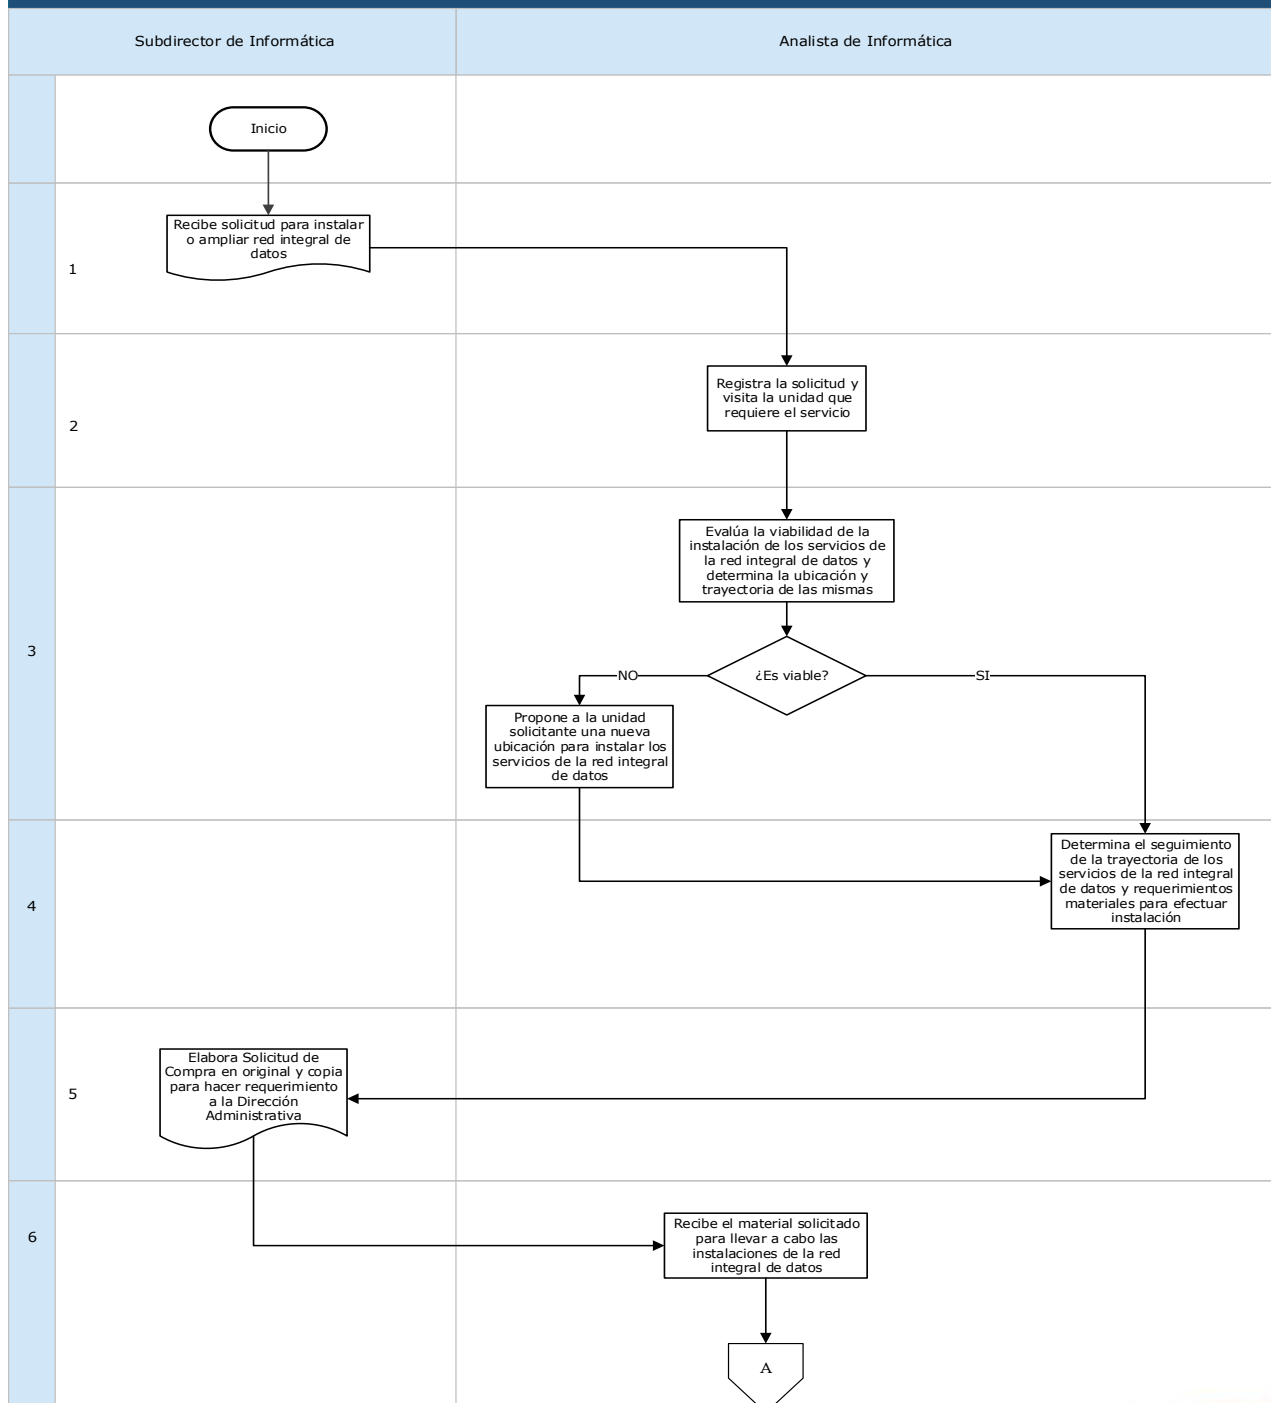 Subdirector de Informática
Analista de Informática
Inicio
1
Recibe solicitud para instalar
o ampliar red integral de
datos
2
Registra la solicitud y
visita la unidad que
requiere el servicio
3
Evalúa la viabilidad de la
instalación de los servicios de
la red integral de datos y
determina la ubicación y
trayectoria de las mismas
¿Es viable?
NO
SI
Propone a la unidad
solicitante una nueva
ubicación para instalar los
servicios de la red integral
de datos
4
Determina el seguimiento
de la trayectoria de los
servicios de la red integral
de datos y requerimientos
materiales para efectuar
instalación
5
Elabora Solicitud de
Compra en original y copia
para hacer requerimiento
a la Dirección
Administrativa
6
Recibe el material solicitado
para llevar a cabo las
instalaciones de la red
integral de datos
A